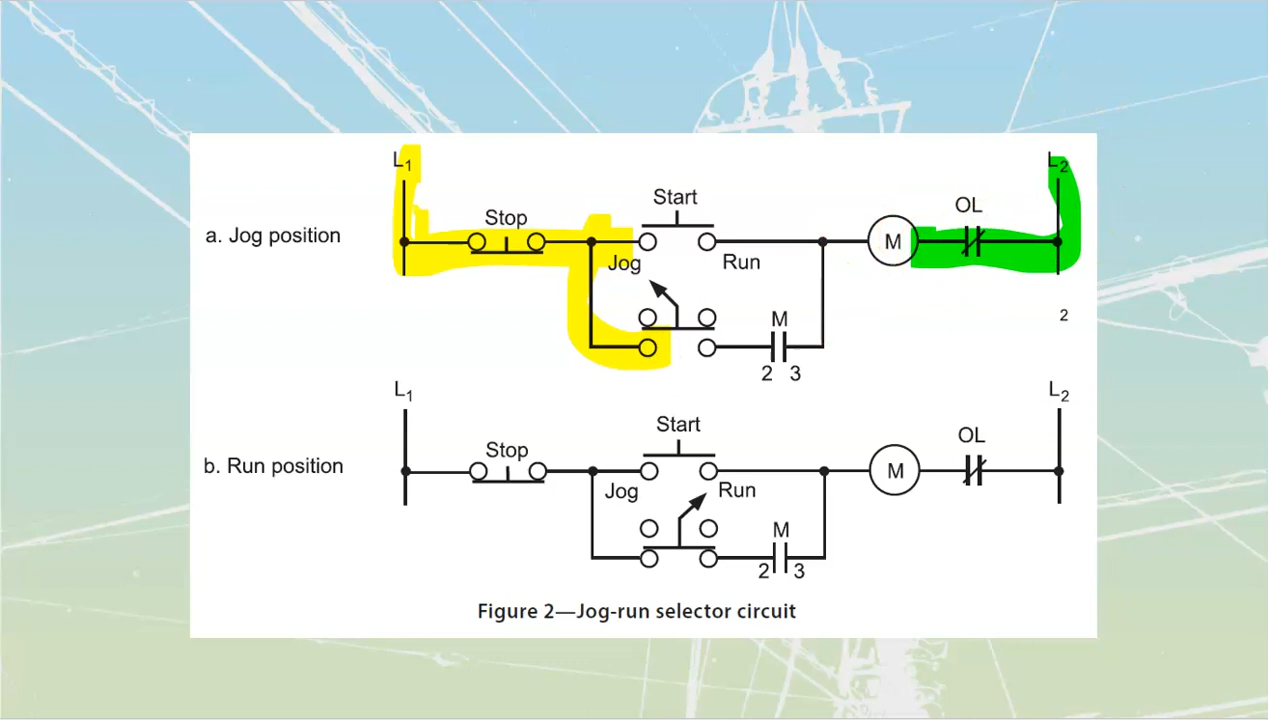 L1
L2
Start
OL
Stop
a. Jog position
M
Jog
Run
M
2
2 3
L1
L2
Start
OL
Stop
b. Run position
M
Jog
Run
M
2 3
Figure 2—Jog-run selector circuit